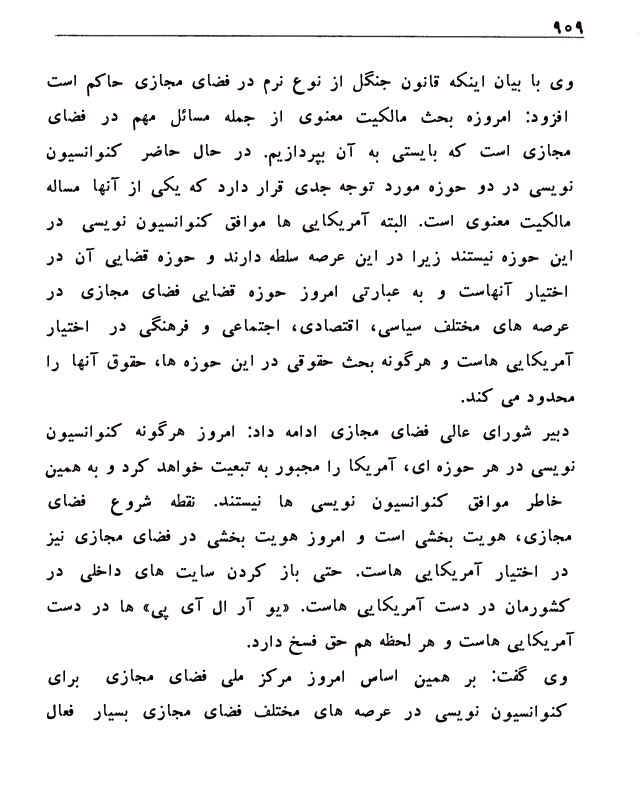 ۹۰۹
وی با بیان اینکه قانون جنگل از نوع نرم در فضای مجازی حاکم است
افزود: امروزه بحث مالکیت معنوی از جمله مسائل مهم در فضای
مجازی است که بایستی به آن بپردازیم. در حال حاضر کنوانسیون
نویسی در دو حوزه مورد توجه جدی قرار دارد که یکی از آنها مساله
مالکیت معنوی است. البته آمریکایی ها موافق کنوانسیون نویسی در
این حوزه نیستند زیرا در این عرصه سلطه دارند و حوزه قضایی آن در
اختیار آنهاست و به عبارتی امروز حوزه قضایی فضای مجازی در
عرصه های مختلف سیاسی، اقتصادی، اجتماعی و فرهنگی در اختیار
آمریکایی هاست و هرگونه بحث حقوقی در این حوزه ها، حقوق آنها را
محدود می کند.
دبیر شورای عالی فضای مجازی ادامه داد: امروز هرگونه کنوانسیون
نویسی در هر حوزه ای، آمریکا را مجبور به تبعیت خواهد کرد و به همین
خاطر موافق کنوانسیون نویسی ها نیستند. نقطه شروع فضای
مجازی، هویت بخشی است و امروز هویت بخشی در فضای مجازی نیز
در اختیار آمریکایی هاست. حتی باز کردن سایت های داخلی در
کشورمان در دست آمریکایی هاست. «یو آر ال آی پی» ها در دست
آمریکایی هاست و هر لحظه هم حق فسخ دارد.
وی گفت: بر همین اساس امروز مرکز ملی فضای مجازی برای
کنوانسیون نویسی در عرصه های مختلف فضای مجازی بسیار فعال